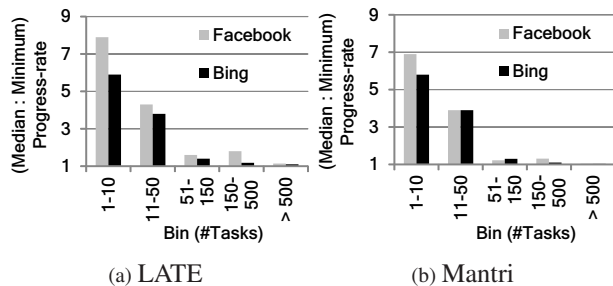 (Median : Minimum)
Progress-rate
9
7
5
3
1
Facebook
Bing
1-10
11-50
51-
150
150-
500
> 500
Bin (#Tasks)
(a) LATE
(Median : Minimum)
Progress-rate
9
7
5
3
1
Facebook
Bing
1-10
11-50
51-
150
150-
500
> 500
Bin (#Tasks)
(b) Mantri